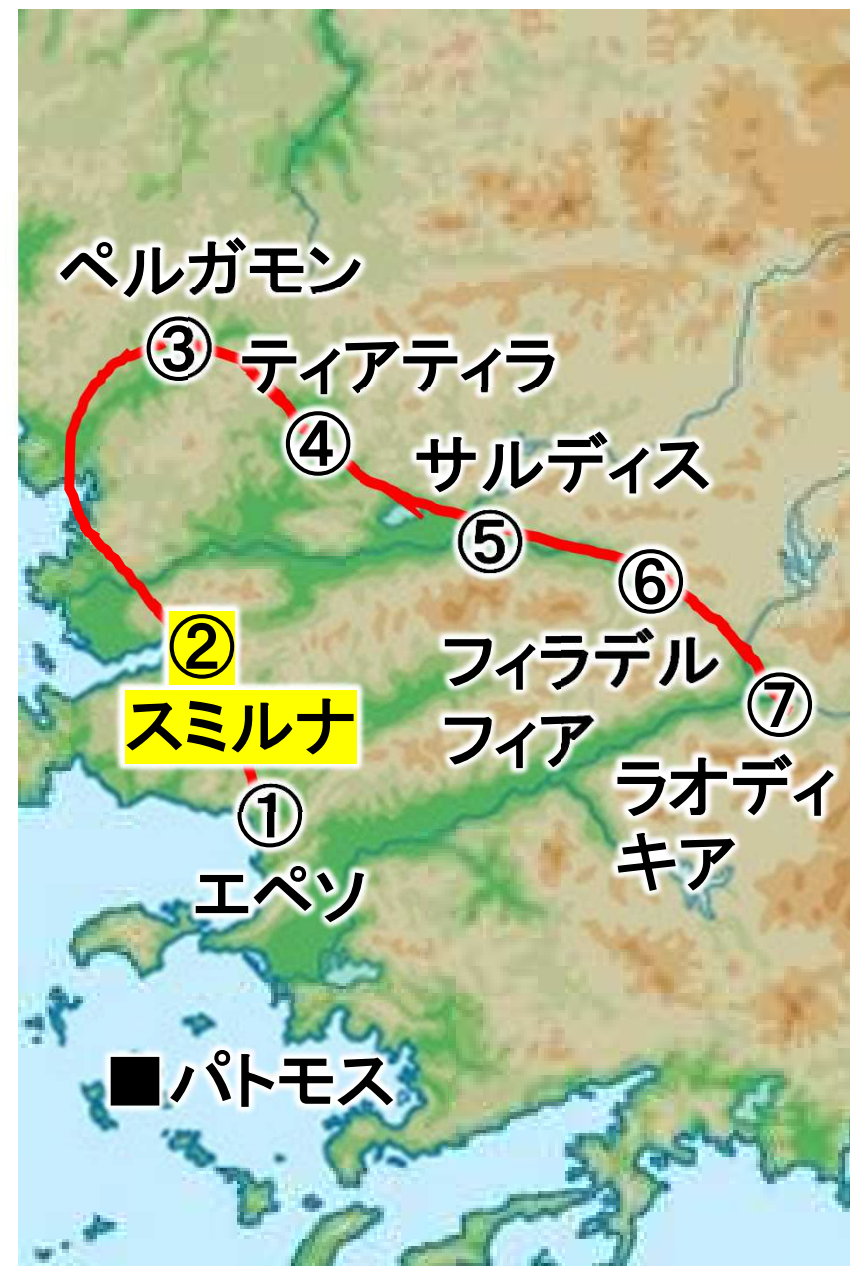 ペルガモン
③
ティアティラ
④
サルディス
⑤
⑥
②
フィラデル
フィア
スミルナ
⑦
①
ラオディ
キア
エペソ
■パトモス